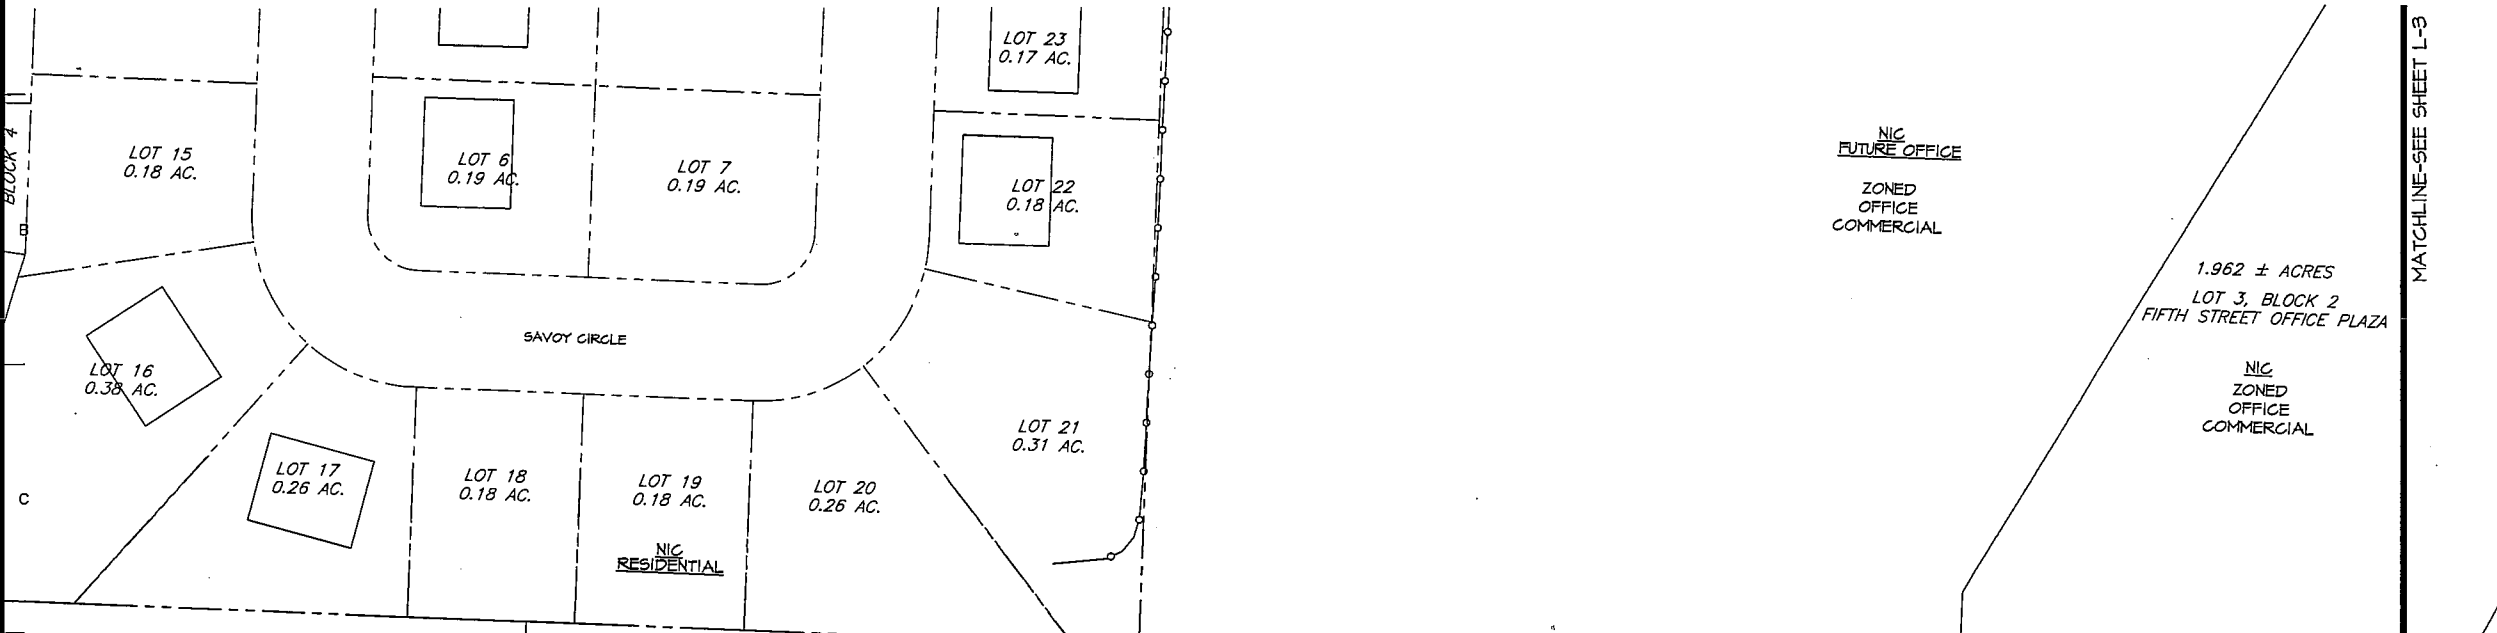 LOT 23
0.17 AC.
BLOCK 4
LOT 15
0.18 AC.
LOT 6
0.19 AC.
LOT 7
0.19 AC.
LOT 22
0.18 AC.
NIC
FUTURE OFFICE
ZONED
OFFICE
COMMERCIAL
MATCHLINE-SEE SHEET L-3
B
1.962 ± ACRES
LOT 3, BLOCK 2
FIFTH STREET OFFICE PLAZA
SAVOY CIRCLE
LOT 16
0.38 AC.
NIC
ZONED
OFFICE
COMMERCIAL
LOT 21
0.31 AC.
LOT 17
0.26 AC.
LOT 18
0.18 AC.
LOT 19
0.18 AC.
LOT 20
0.26 AC.
C
NIC
RESIDENTIAL